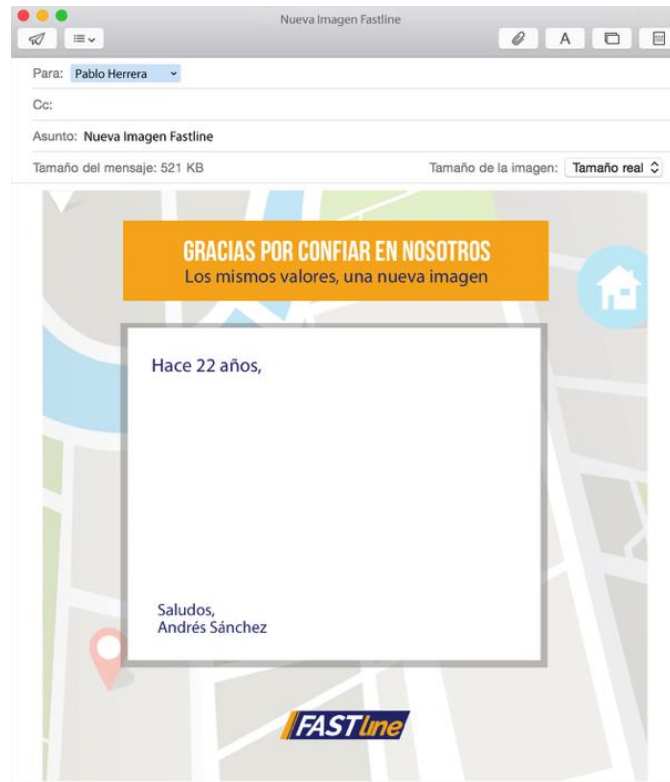 Nueva Imagen Fastline
A
Para: Pablo Herrera
Cc:
Asunto: Nueva Imagen Fastline
Tamaño del mensaje: 521 KB Tamaño de la imagen: Tamaño real
GRACIAS POR CONFIAR EN NOSOTROS
Los mismos valores, una nueva imagen
Hace 22 años,
Saludos,
Andrés Sánchez
FASTline